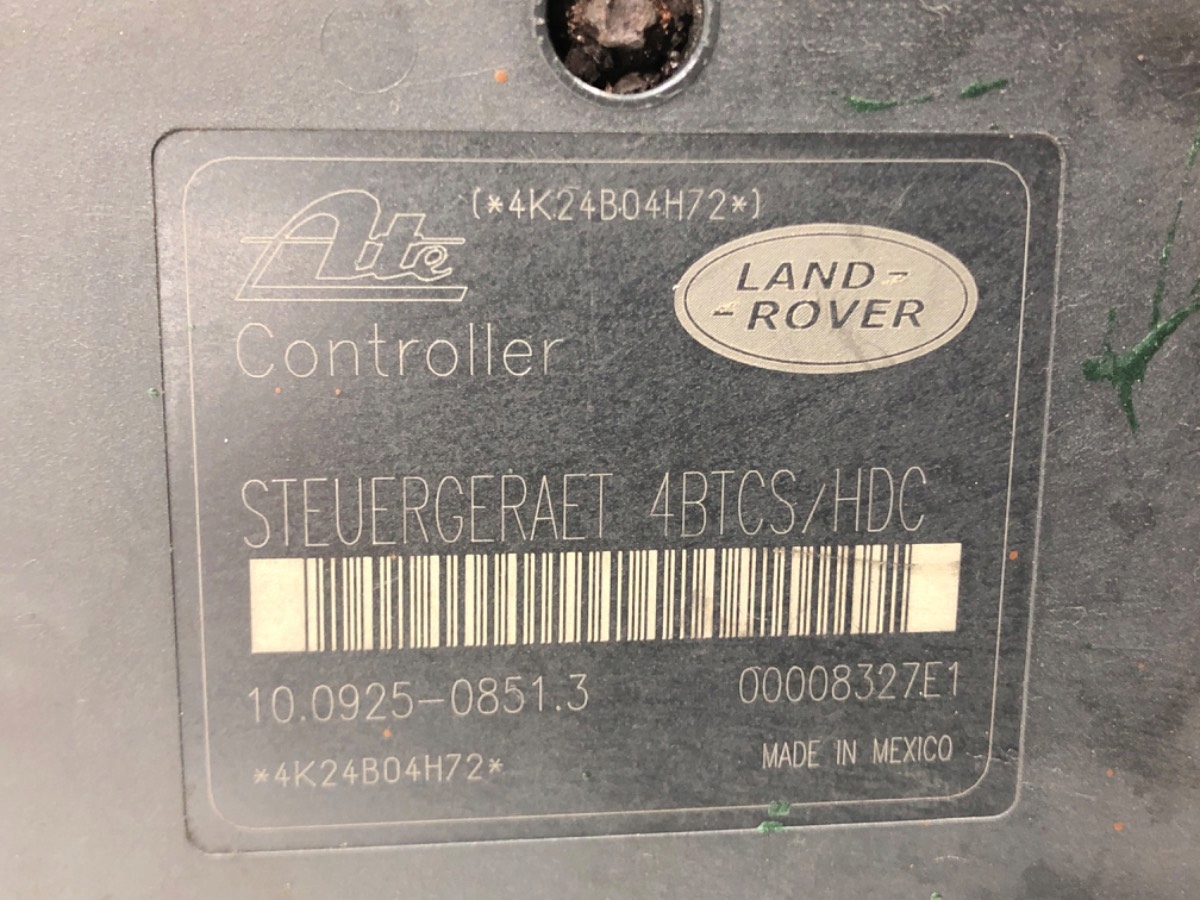 (*4K24B04H72*)
Ate
LAND-
-ROVER
Controller
STEUERGERAET 4BTCS/HDC
10.0925-0851.3 00008327E1
*4K24B04H72*
MADE IN MEXICO